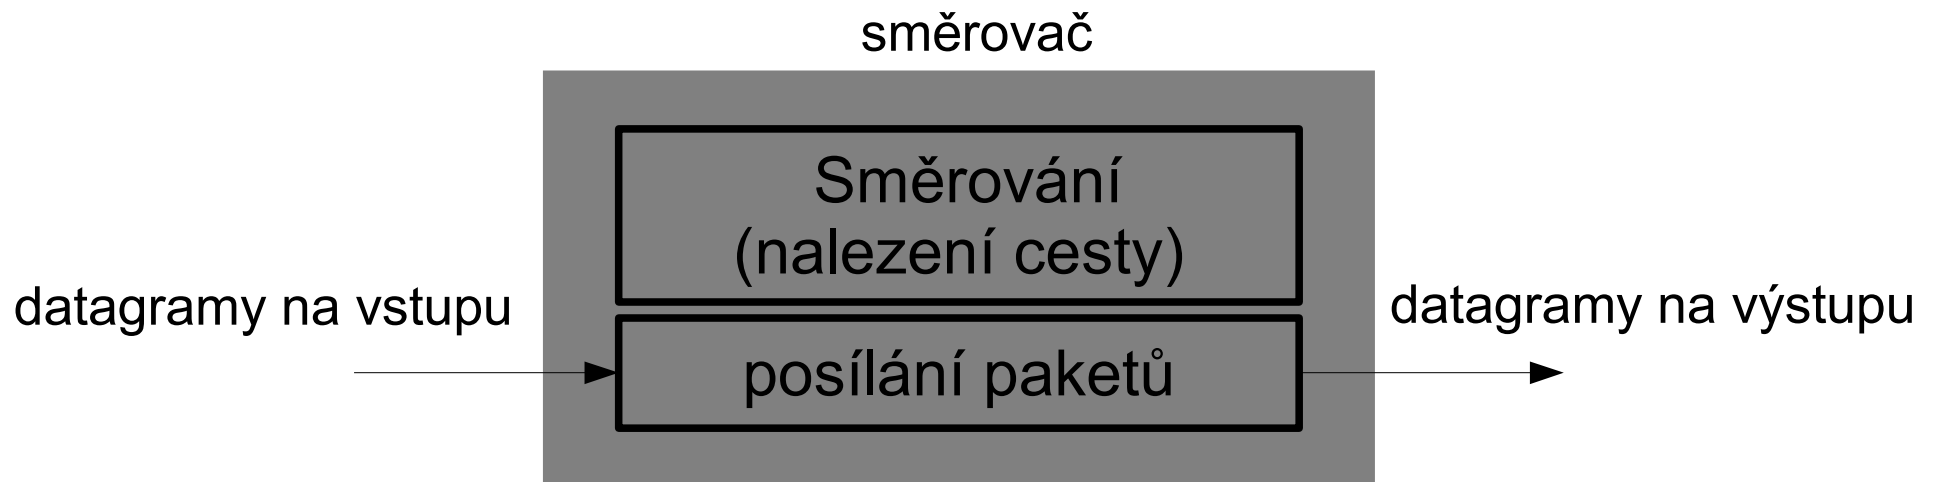 směrovač
Směrování
(nalezení cesty)
datagramy na vstupu
datagramy na výstupu
posílání paketů